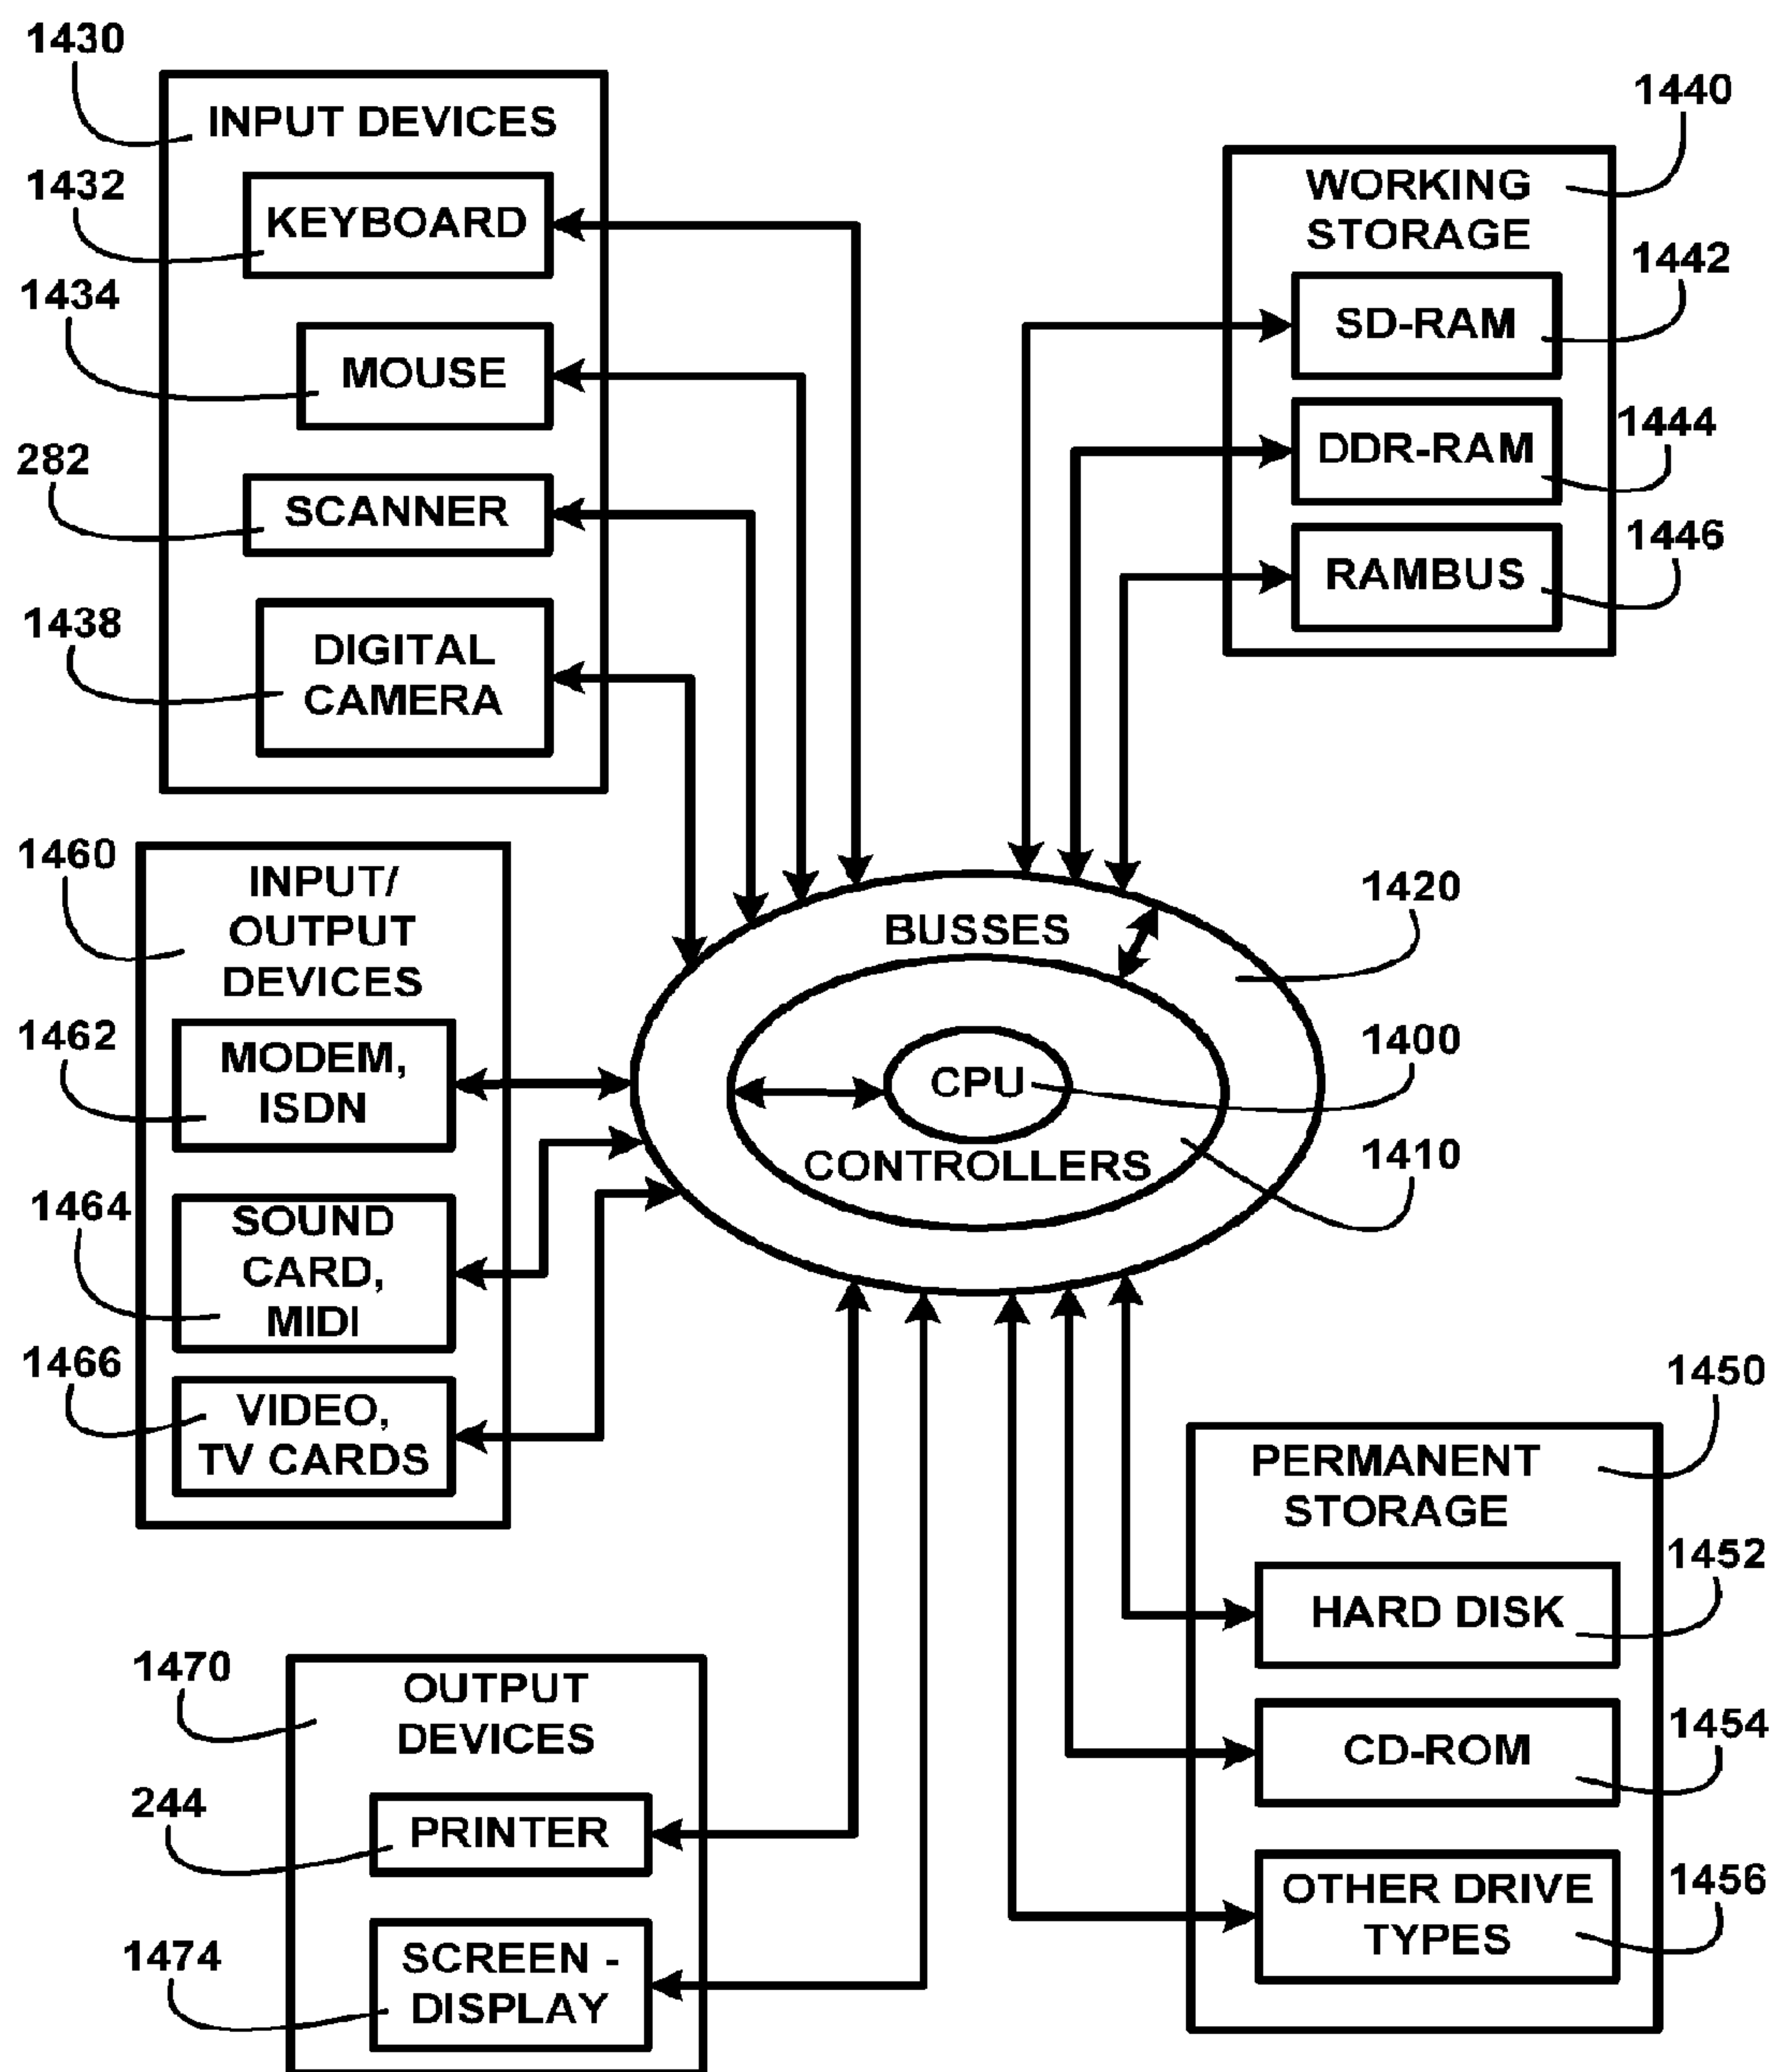 1430
INPUT DEVICES
1432
KEYBOARD
1434
MOUSE
282
SCANNER
1438
DIGITAL
CAMERA
1440
WORKING
STORAGE
1442
SD-RAM
1444
DDR-RAM
1446
RAMBUS
1460
INPUT/
OUTPUT
DEVICES
1462
MODEM,
ISDN
1464
SOUND
CARD,
MIDI
1466
VIDEO,
TV CARDS
BUSSES
1420
CPU
1400
CONTROLLERS
1410
1470
OUTPUT
DEVICES
244
PRINTER
1474
SCREEN -
DISPLAY
1450
PERMANENT
STORAGE
1452
HARD DISK
1454
CD-ROM
1456
OTHER DRIVE
TYPES